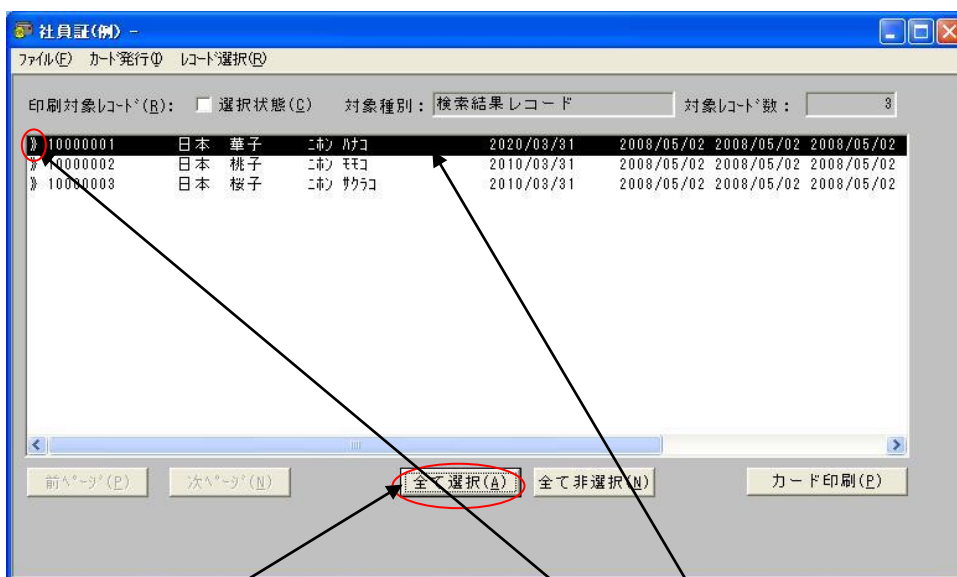 社員証(例) -
ファイル(F) カード発行(I) レコード選択(R)
印刷対象レコード(R): 選択状態(C) 対象種別: 検索結果レコード 対象レコード数: 3
》 10000001 日本 華子 ニホン ハナコ 2020/03/31 2008/05/02 2008/05/02 2008/05/02
》 10000002 日本 桃子 ニホン モモコ 2010/03/31 2008/05/02 2008/05/02 2008/05/02
》 10000003 日本 桜子 ニホン サクラコ 2010/03/31 2008/05/02 2008/05/02 2008/05/02
前ページ(P) 次ページ(N) 全て選択(A) 全て非選択(N) カード印刷(P)